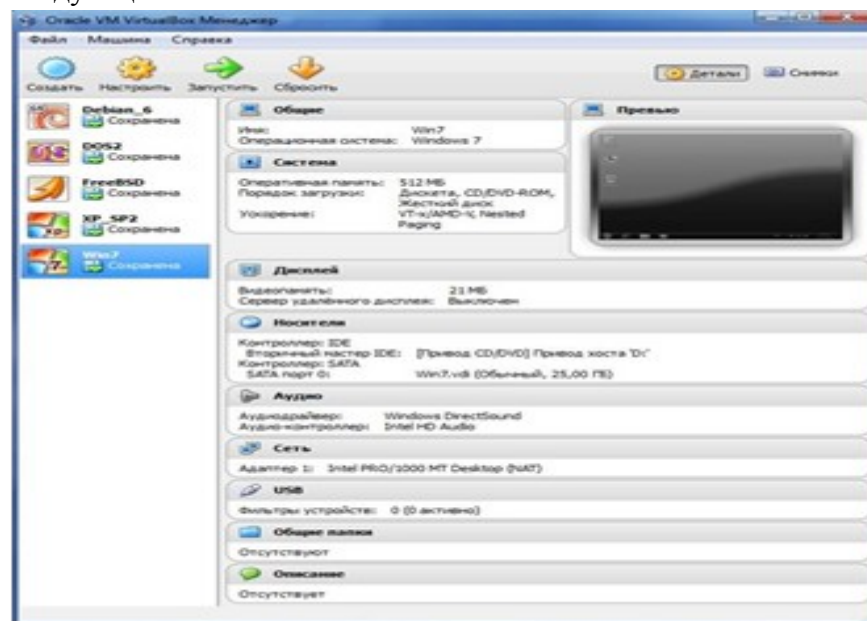 Oracle VM VirtualBox Менеджер
Файл Машина Справка
Создать Настроить Запустить Сбросить
Детали Снимки
Debian_6
Сохранена
DOS2
Сохранена
FreeBSD
Сохранена
XP_SP2
Сохранена
Win7
Сохранена
Общие
Имя: Win7
Операционная система: Windows 7
Система
Оперативная память: 512 МБ
Порядок загрузки: Дискета, CD/DVD-ROM,
Жесткий диск
Ускорение: VT-x/AMD-V, Nested
Paging
Превью
Дисплей
Видеопамять: 21 МБ
Сервер удалённого дисплея: Выключен
Носители
Контроллер: IDE
Вторичный мастер IDE: [Привод CD/DVD] Привод хоста 'D:'
Контроллер: SATA
SATA порт 0: Win7.vdi (Обычный, 25,00 ГБ)
Аудио
Аудиодрайвер: Windows DirectSound
Аудио-контроллер: Intel HD Audio
Сеть
Адаптер 1: Intel PRO/1000 MT Desktop (NAT)
USB
Фильтры устройств: 0 (0 активно)
Общие папки
Отсутствуют
Описание
Отсутствует